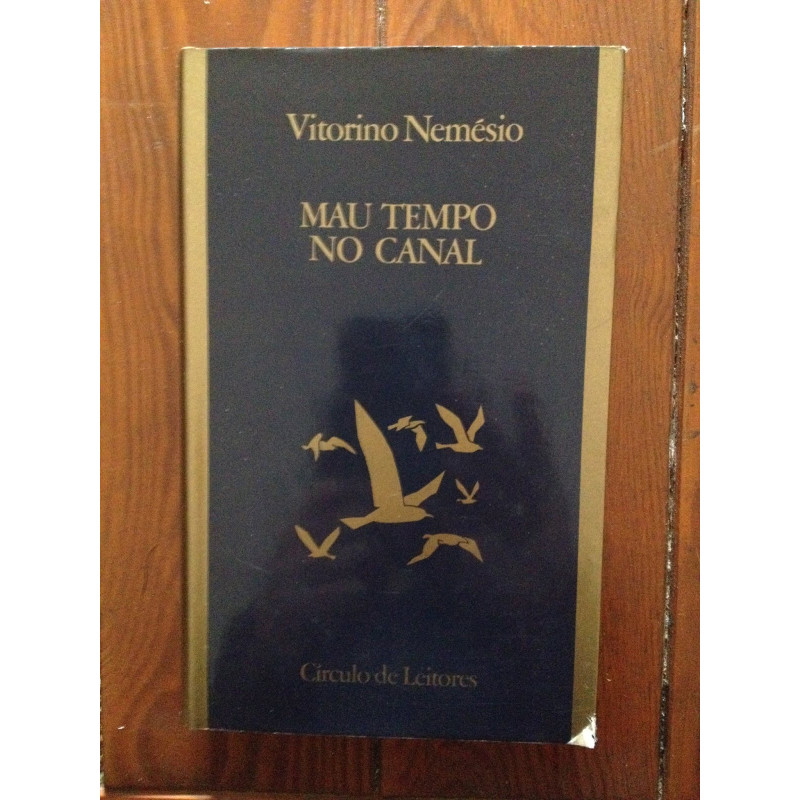 Vitorino Nemésio
MAU TEMPO
NO CANAL
Círculo de Leitores